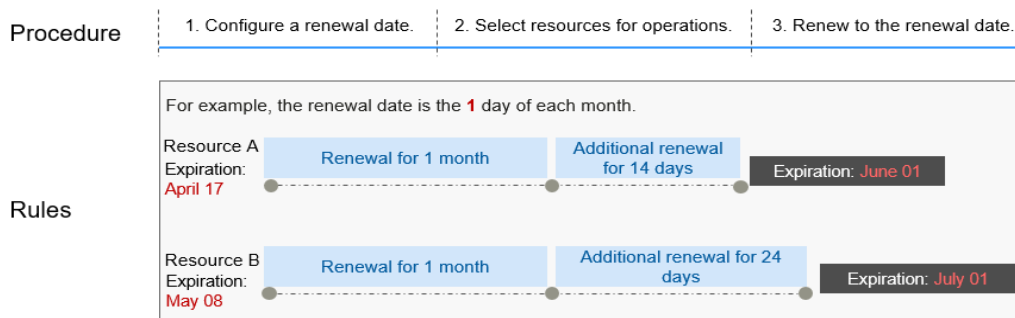 Procedure
1. Configure a renewal date.
2. Select resources for operations.
3. Renew to the renewal date.
Rules
For example, the renewal date is the 1 day of each month.
Resource A
Expiration:
April 17
Renewal for 1 month
Additional renewal
for 14 days
Expiration: June 01
Resource B
Expiration:
May 08
Renewal for 1 month
Additional renewal for 24
days
Expiration: July 01